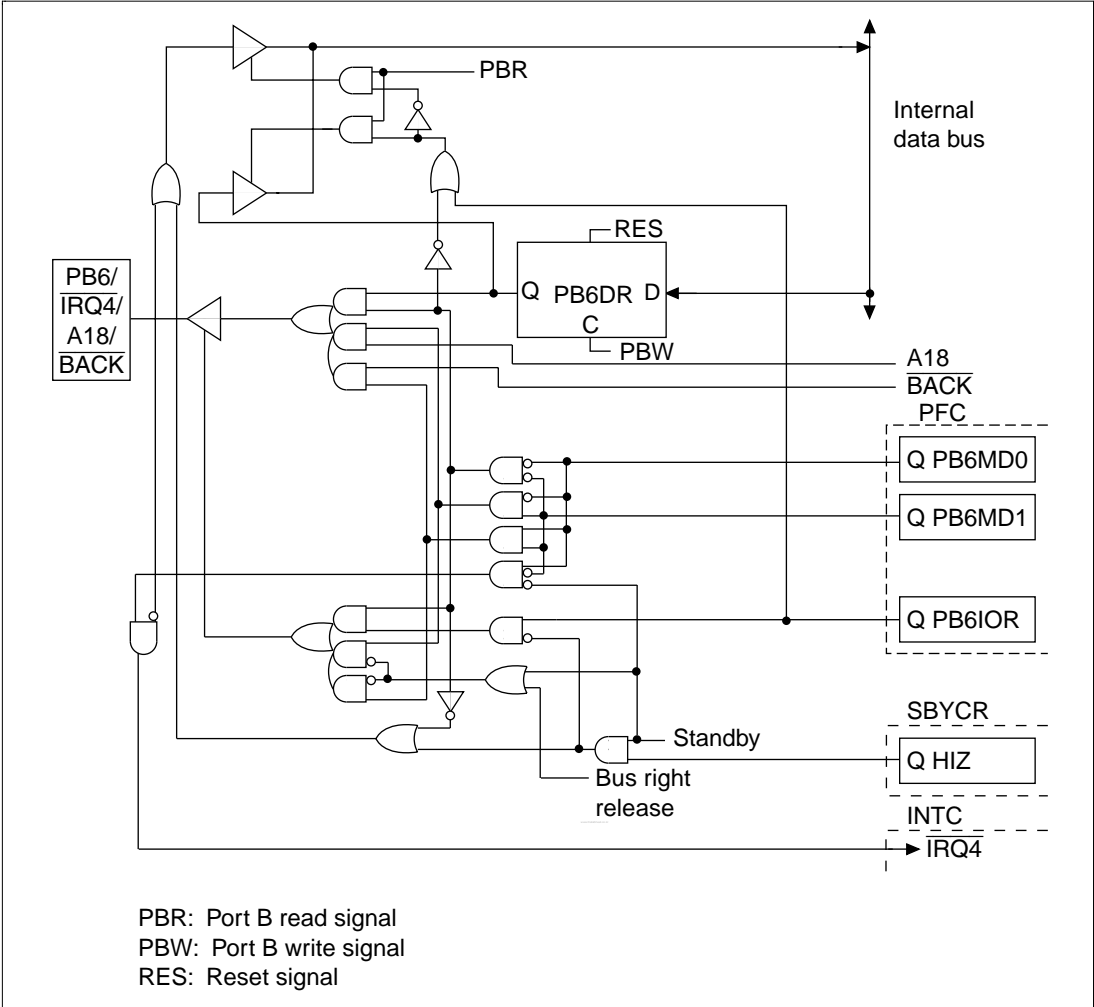 PBR
Internal
data bus
RES
Q PB6DR D
C
PBW
PB6/
IRQ4/
A18/
BACK
A18
BACK
PFC
Q PB6MD0
Q PB6MD1
Q PB6IOR
SBYCR
Standby
Q HIZ
Bus right
release
INTC
IRQ4
PBR: Port B read signal
PBW: Port B write signal
RES: Reset signal